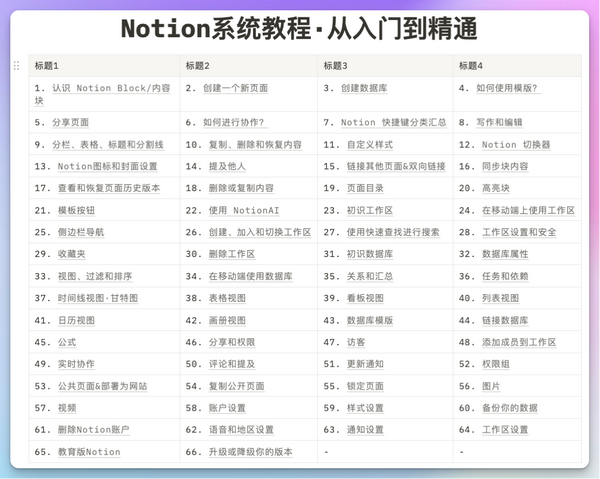 Notion系统教程·从入门到精通
标题1 标题2 标题3 标题4
1. 认识 Notion Block/内容块 2. 创建一个新页面 3. 创建数据库 4. 如何使用模版?
5. 分享页面 6. 如何进行协作? 7. Notion 快捷键分类汇总 8. 写作和编辑
9. 分栏、表格、标题和分割线 10. 复制、删除和恢复内容 11. 自定义样式 12. Notion 切换器
13. Notion图标和封面设置 14. 提及他人 15. 链接其他页面&双向链接 16. 同步块内容
17. 查看和恢复页面历史版本 18. 删除或复制内容 19. 页面目录 20. 高亮块
21. 模板按钮 22. 使用 NotionAI 23. 初识工作区 24. 在移动端上使用工作区
25. 侧边栏导航 26. 创建、加入和切换工作区 27. 使用快速查找进行搜索 28. 工作区设置和安全
29. 收藏夹 30. 删除工作区 31. 初识数据库 32. 数据库属性
33. 视图、过滤和排序 34. 在移动端使用数据库 35. 关系和汇总 36. 任务和依赖
37. 时间线视图·甘特图 38. 表格视图 39. 看板视图 40. 列表视图
41. 日历视图 42. 画册视图 43. 数据库模版 44. 链接数据库
45. 公式 46. 分享和权限 47. 访客 48. 添加成员到工作区
49. 实时协作 50. 评论和提及 51. 更新通知 52. 权限组
53. 公共页面&部署为网站 54. 复制公开页面 55. 锁定页面 56. 图片
57. 视频 58. 账户设置 59. 样式设置 60. 备份你的数据
61. 删除Notion账户 62. 语音和地区设置 63. 通知设置 64. 工作区设置
65. 教育版Notion 66. 升级或降级你的版本 - -